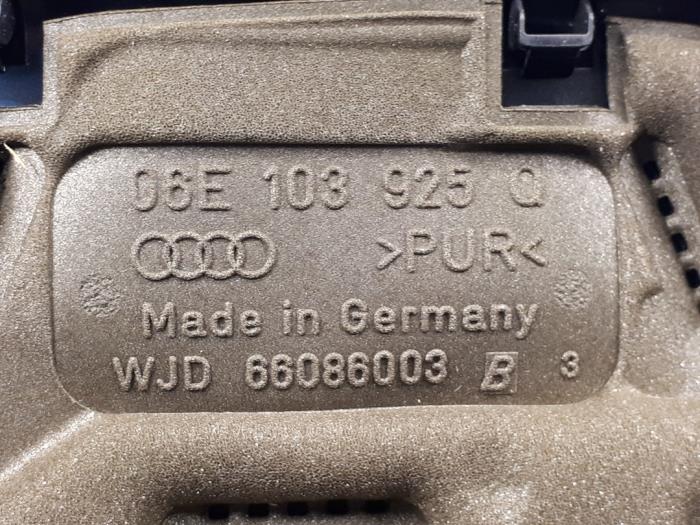 06E 103 925 Q
>PUR<
Made in Germany
WJD 66086003 B 3